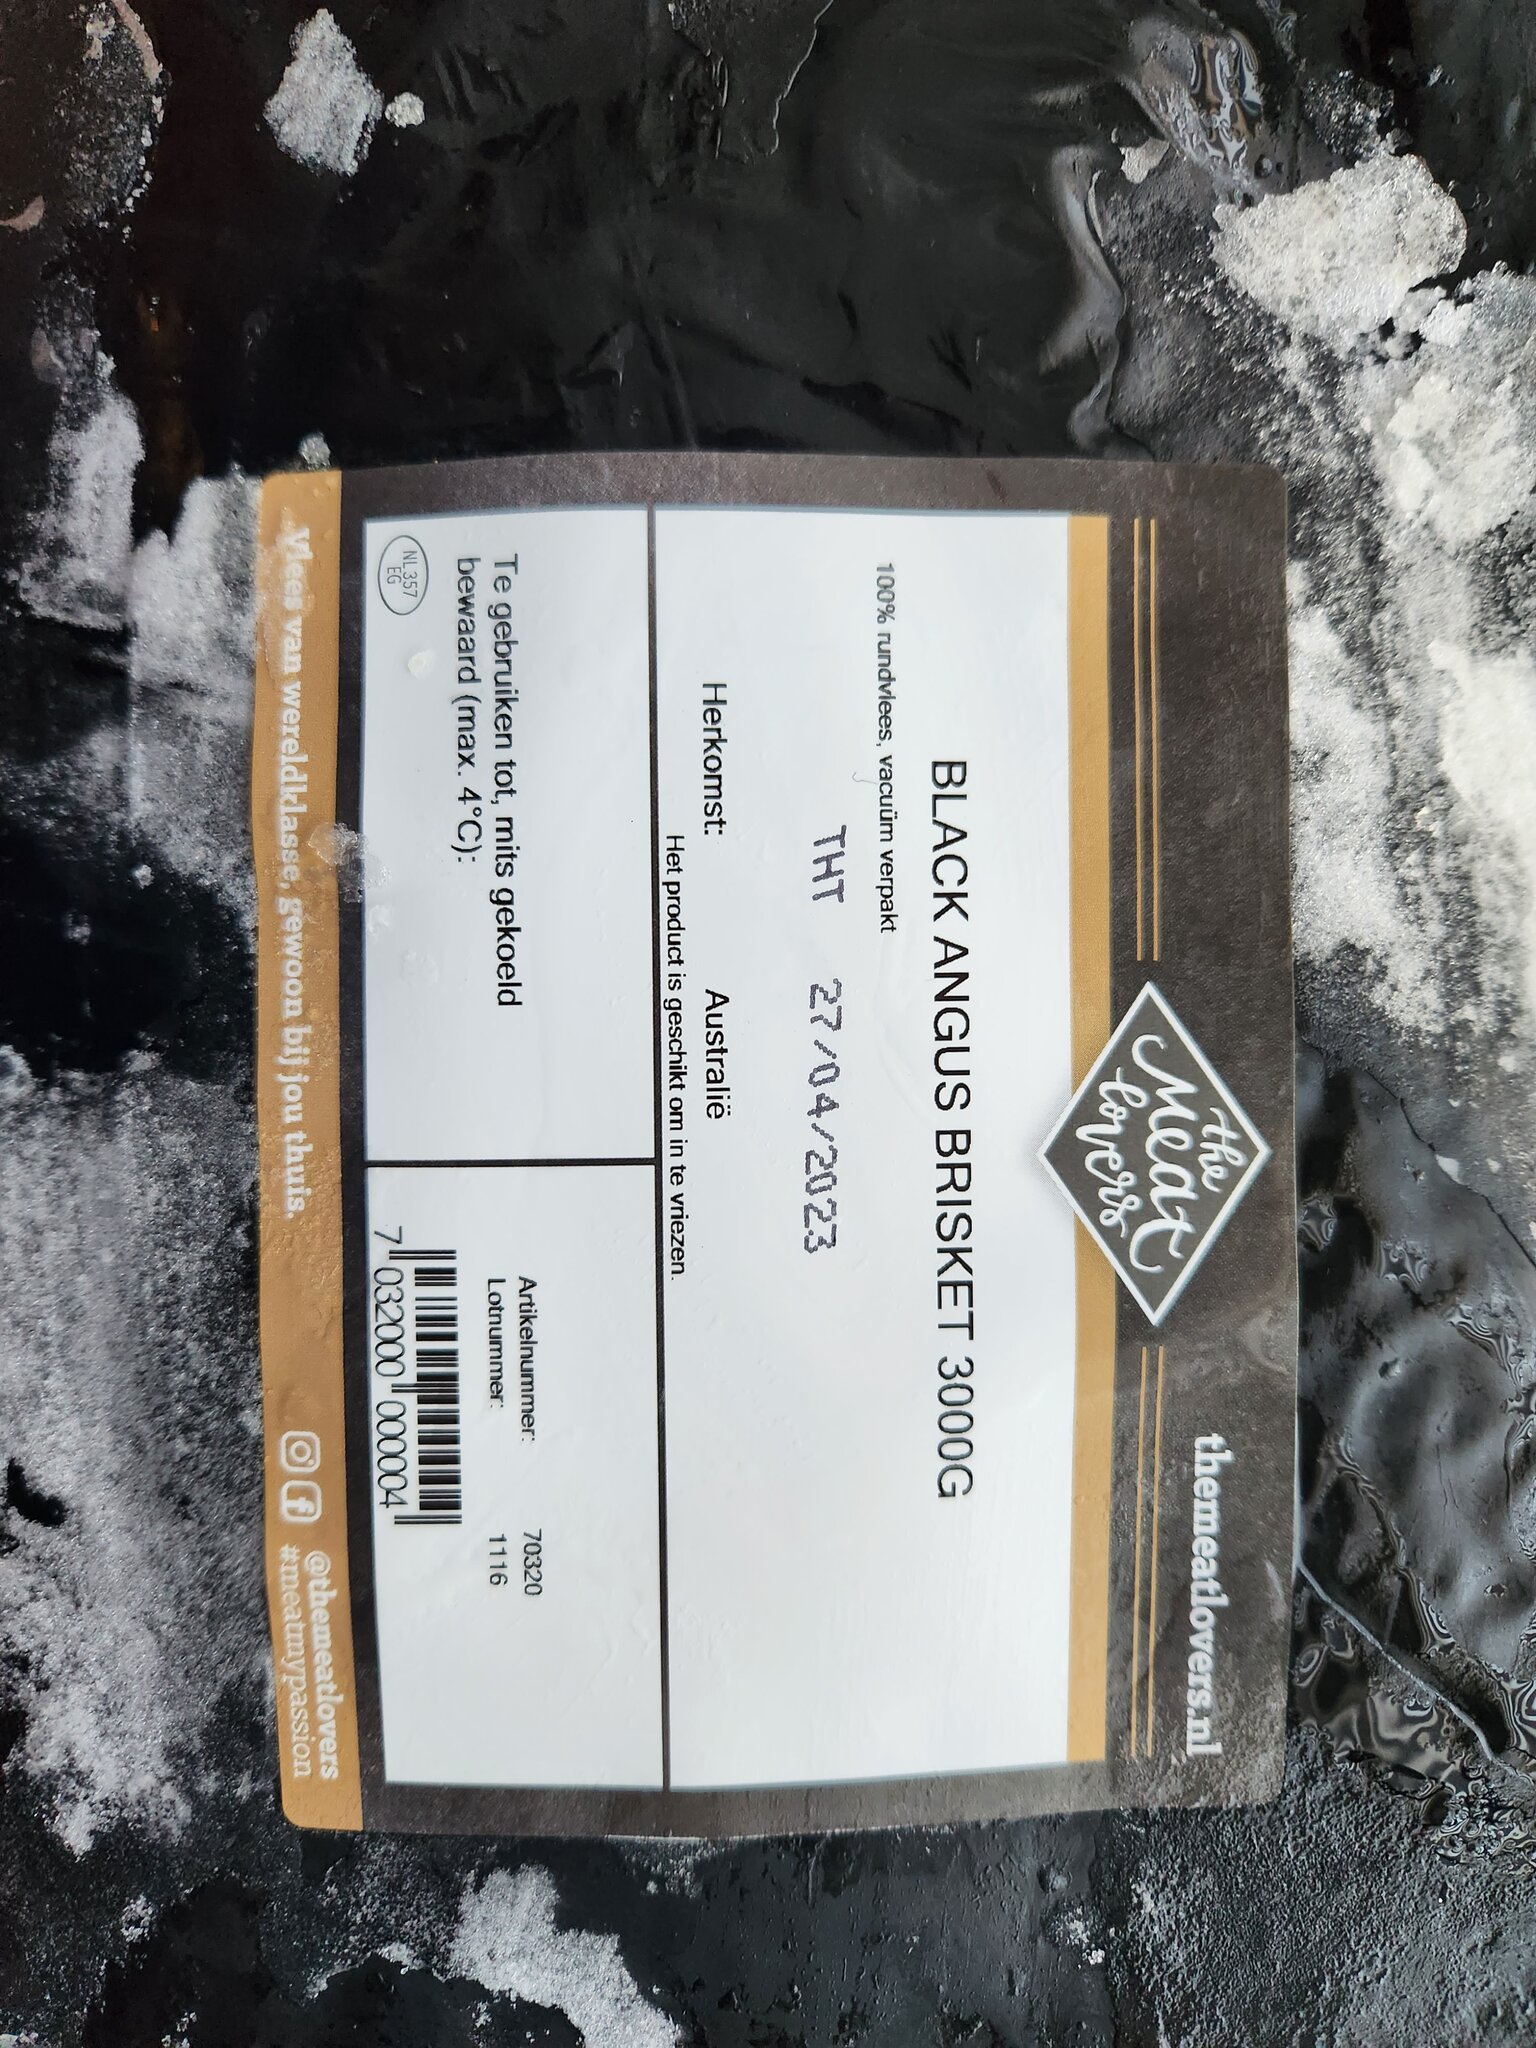 themeatlovers.nl
the
Meat
lovers
BLACK ANGUS BRISKET 3000G
100% rundvlees, vacuüm verpakt
THT 27/04/2023
Herkomst: Australië
Het product is geschikt om in te vriezen.
Te gebruiken tot, mits gekoeld
bewaard (max. 4°C):
NL357
EG
Artikelnummer: 70320
Lotnummer: 1116
7 032000 000004
Vlees van wereldklasse, gewoon bij jou thuis.
@themeatlovers
#meatmypassion